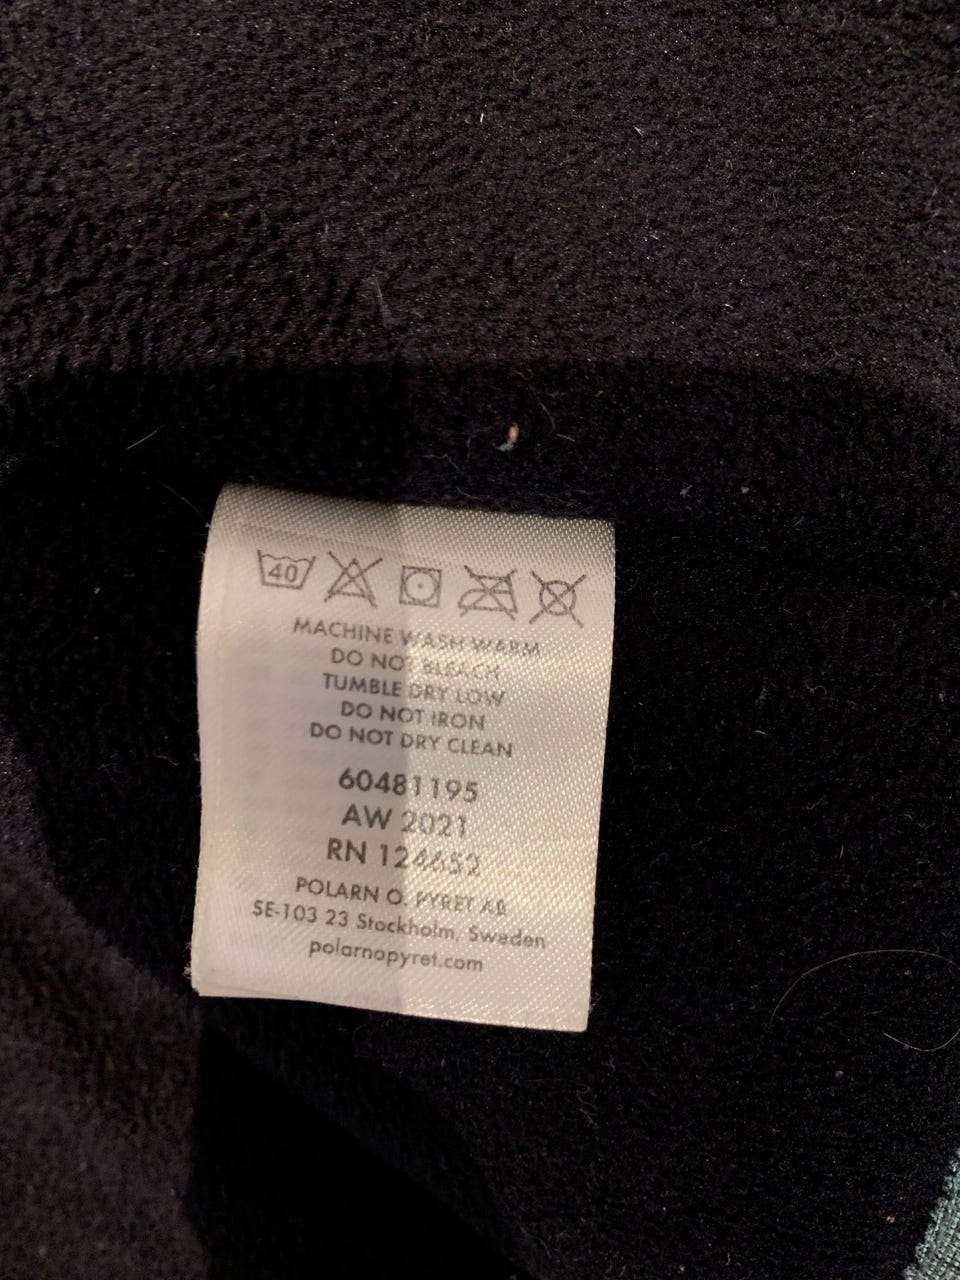 40
MACHINE WASH WARM
DO NOT BLEACH
TUMBLE DRY LOW
DO NOT IRON
DO NOT DRY CLEAN
60481195
AW 2021
RN 124652
POLARN O. PYRET AB
SE-103 23 Stockholm, Sweden
polarnopyret.com